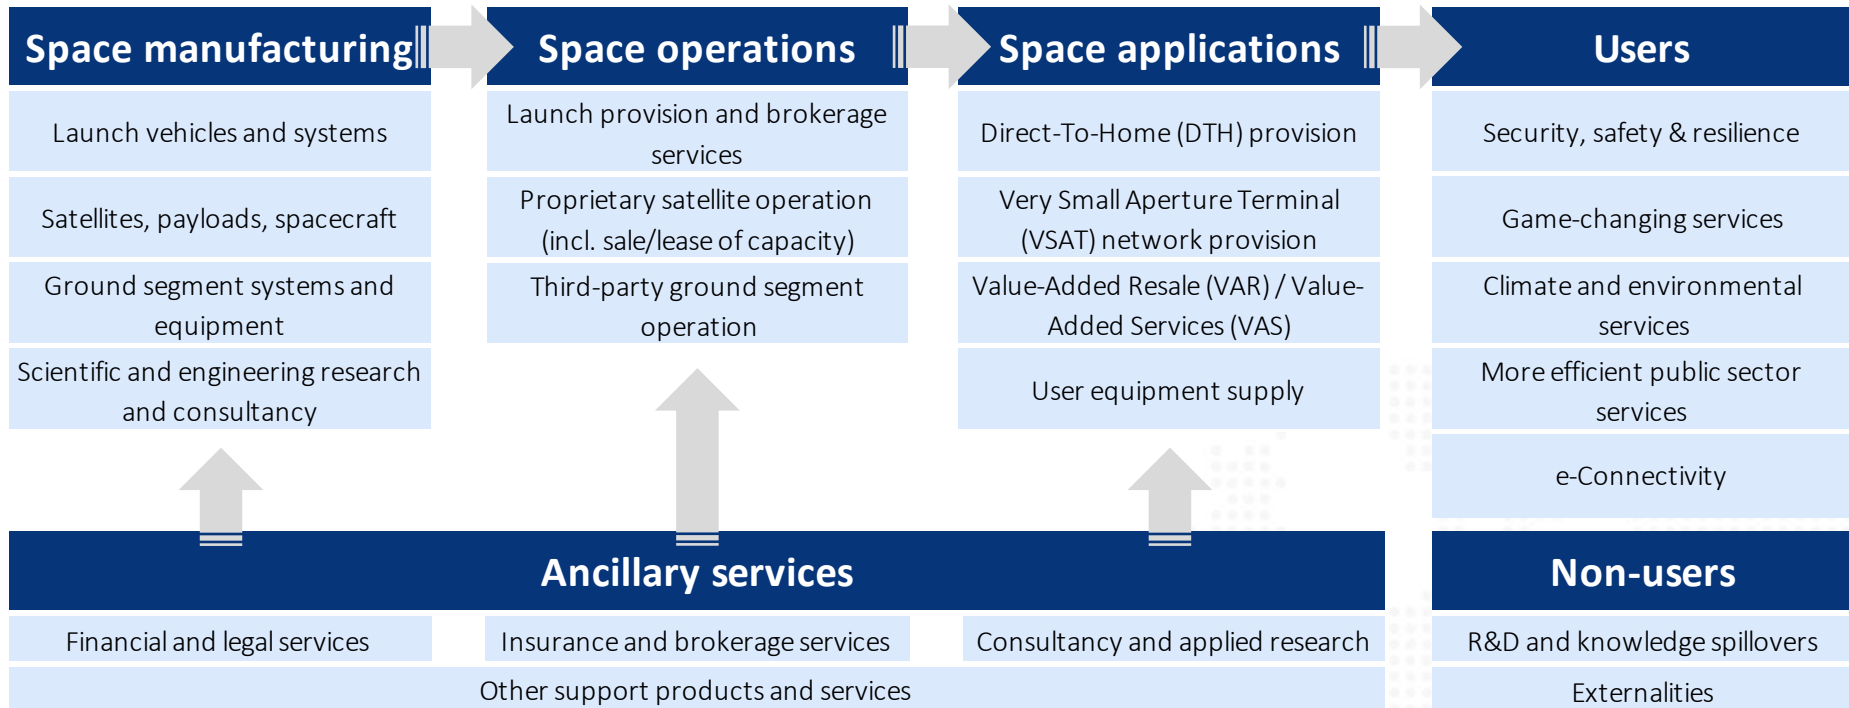 Space manufacturing
Space operations
Space applications
Users
Launch vehicles and systems
Satellites, payloads, spacecraft
Ground segment systems and
equipment
Scientific and engineering research
and consultancy
Launch provision and brokerage
services
Proprietary satellite operation
(incl. sale/lease of capacity)
Third-party ground segment
operation
Direct-To-Home (DTH) provision
Very Small Aperture Terminal
(VSAT) network provision
Value-Added Resale (VAR) / Value-
Added Services (VAS)
User equipment supply
Security, safety & resilience
Game-changing services
Climate and environmental
services
More efficient public sector
services
e-Connectivity
Ancillary services
Financial and legal services
Insurance and brokerage services
Consultancy and applied research
Other support products and services
Non-users
R&D and knowledge spillovers
Externalities